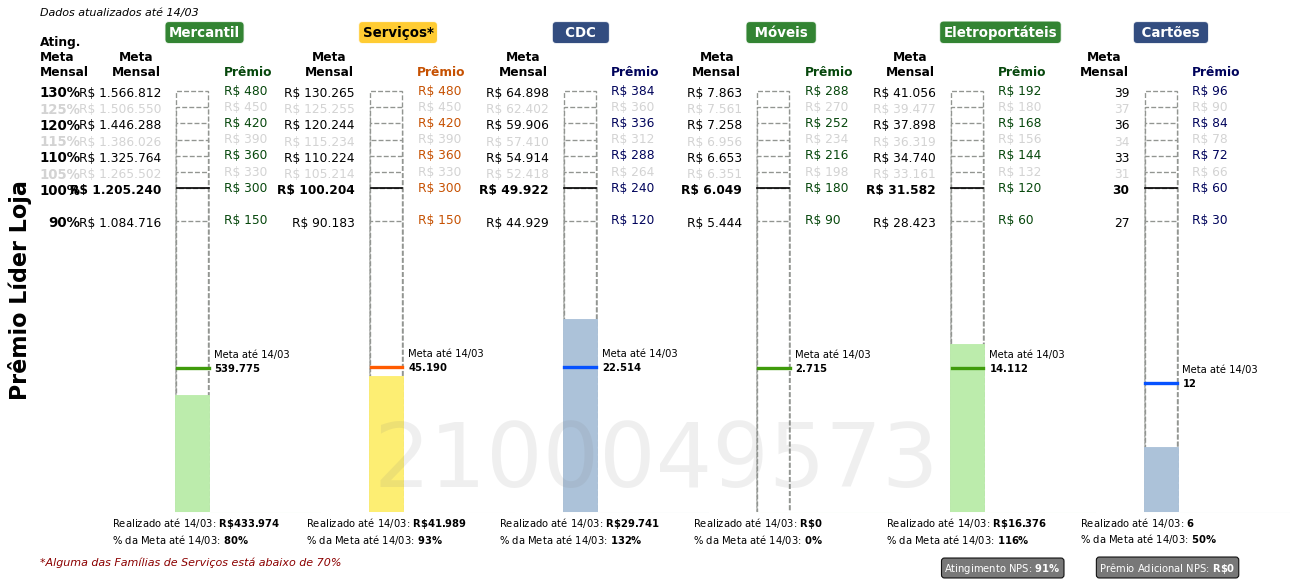 Dados atualizados até 14/03
Mercantil Serviços* CDC Móveis Eletroportáteis Cartões
Ating. Meta Mensal
Meta Mensal Prêmio Meta Mensal Prêmio Meta Mensal Prêmio Meta Mensal Prêmio Meta Mensal Prêmio Meta Mensal Prêmio
130% R$ 1.566.812 R$ 480 R$ 130.265 R$ 480 R$ 64.898 R$ 384 R$ 7.863 R$ 288 R$ 41.056 R$ 192 39 R$ 96
125% R$ 1.506.550 R$ 450 R$ 125.255 R$ 450 R$ 62.402 R$ 360 R$ 7.561 R$ 270 R$ 39.477 R$ 180 37 R$ 90
120% R$ 1.446.288 R$ 420 R$ 120.244 R$ 420 R$ 59.906 R$ 336 R$ 7.258 R$ 252 R$ 37.898 R$ 168 36 R$ 84
115% R$ 1.386.026 R$ 390 R$ 115.234 R$ 390 R$ 57.410 R$ 312 R$ 6.956 R$ 234 R$ 36.319 R$ 156 34 R$ 78
110% R$ 1.325.764 R$ 360 R$ 110.224 R$ 360 R$ 54.914 R$ 288 R$ 6.653 R$ 216 R$ 34.740 R$ 144 33 R$ 72
105% R$ 1.265.502 R$ 330 R$ 105.214 R$ 330 R$ 52.418 R$ 264 R$ 6.351 R$ 198 R$ 33.161 R$ 132 31 R$ 66
100% R$ 1.205.240 R$ 300 R$ 100.204 R$ 300 R$ 49.922 R$ 240 R$ 6.049 R$ 180 R$ 31.582 R$ 120 30 R$ 60
90% R$ 1.084.716 R$ 150 R$ 90.183 R$ 150 R$ 44.929 R$ 120 R$ 5.444 R$ 90 R$ 28.423 R$ 60 27 R$ 30
Prêmio Líder Loja
Meta até 14/03 Meta até 14/03 Meta até 14/03 Meta até 14/03 Meta até 14/03 Meta até 14/03
539.775 45.190 22.514 2.715 14.112 12
2100049573
Realizado até 14/03: R$433.974 Realizado até 14/03: R$41.989 Realizado até 14/03: R$29.741 Realizado até 14/03: R$0 Realizado até 14/03: R$16.376 Realizado até 14/03: 6
% da Meta até 14/03: 80% % da Meta até 14/03: 93% % da Meta até 14/03: 132% % da Meta até 14/03: 0% % da Meta até 14/03: 116% % da Meta até 14/03: 50%
*Alguma das Famílias de Serviços está abaixo de 70%
Atingimento NPS: 91% Prêmio Adicional NPS: R$0